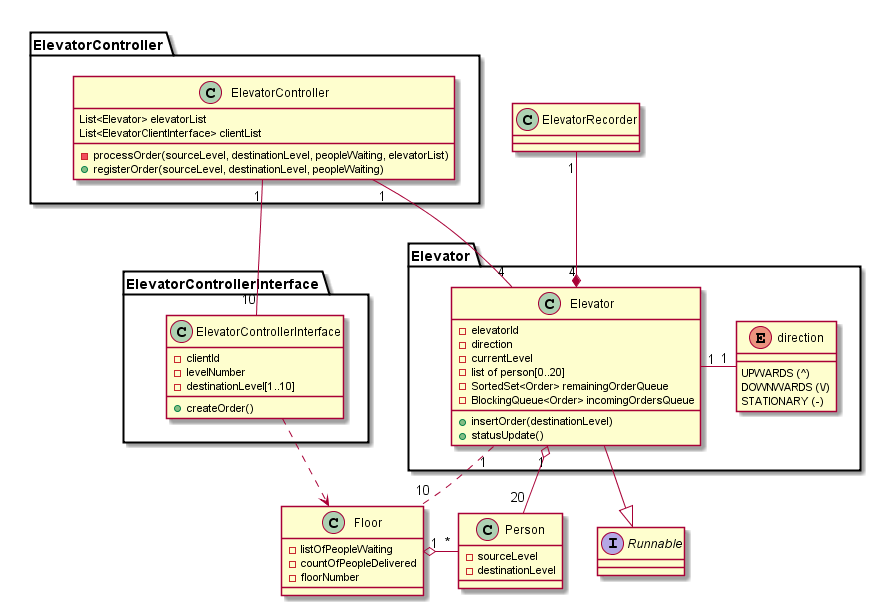 ElevatorController
C ElevatorController
List<Elevator> elevatorList
List<ElevatorClientInterface> clientList
processOrder(sourceLevel, destinationLevel, peopleWaiting, elevatorList)
registerOrder(sourceLevel, destinationLevel, peopleWaiting)
C ElevatorRecorder
1
1
1
Elevator
4
4
ElevatorControllerInterface
10
C Elevator
elevatorId
direction
currentLevel
list of person[0..20]
SortedSet<Order> remainingOrderQueue
BlockingQueue<Order> incomingOrdersQueue
insertOrder(destinationLevel)
statusUpdate()
C ElevatorControllerInterface
clientId
levelNumber
destinationLevel[1..10]
createOrder()
1 1
E direction
UPWARDS (^)
DOWNWARDS (\/)
STATIONARY (-)
1
1
10
20
C Floor
listOfPeopleWaiting
countOfPeopleDelivered
floorNumber
1 *
C Person
sourceLevel
destinationLevel
I Runnable